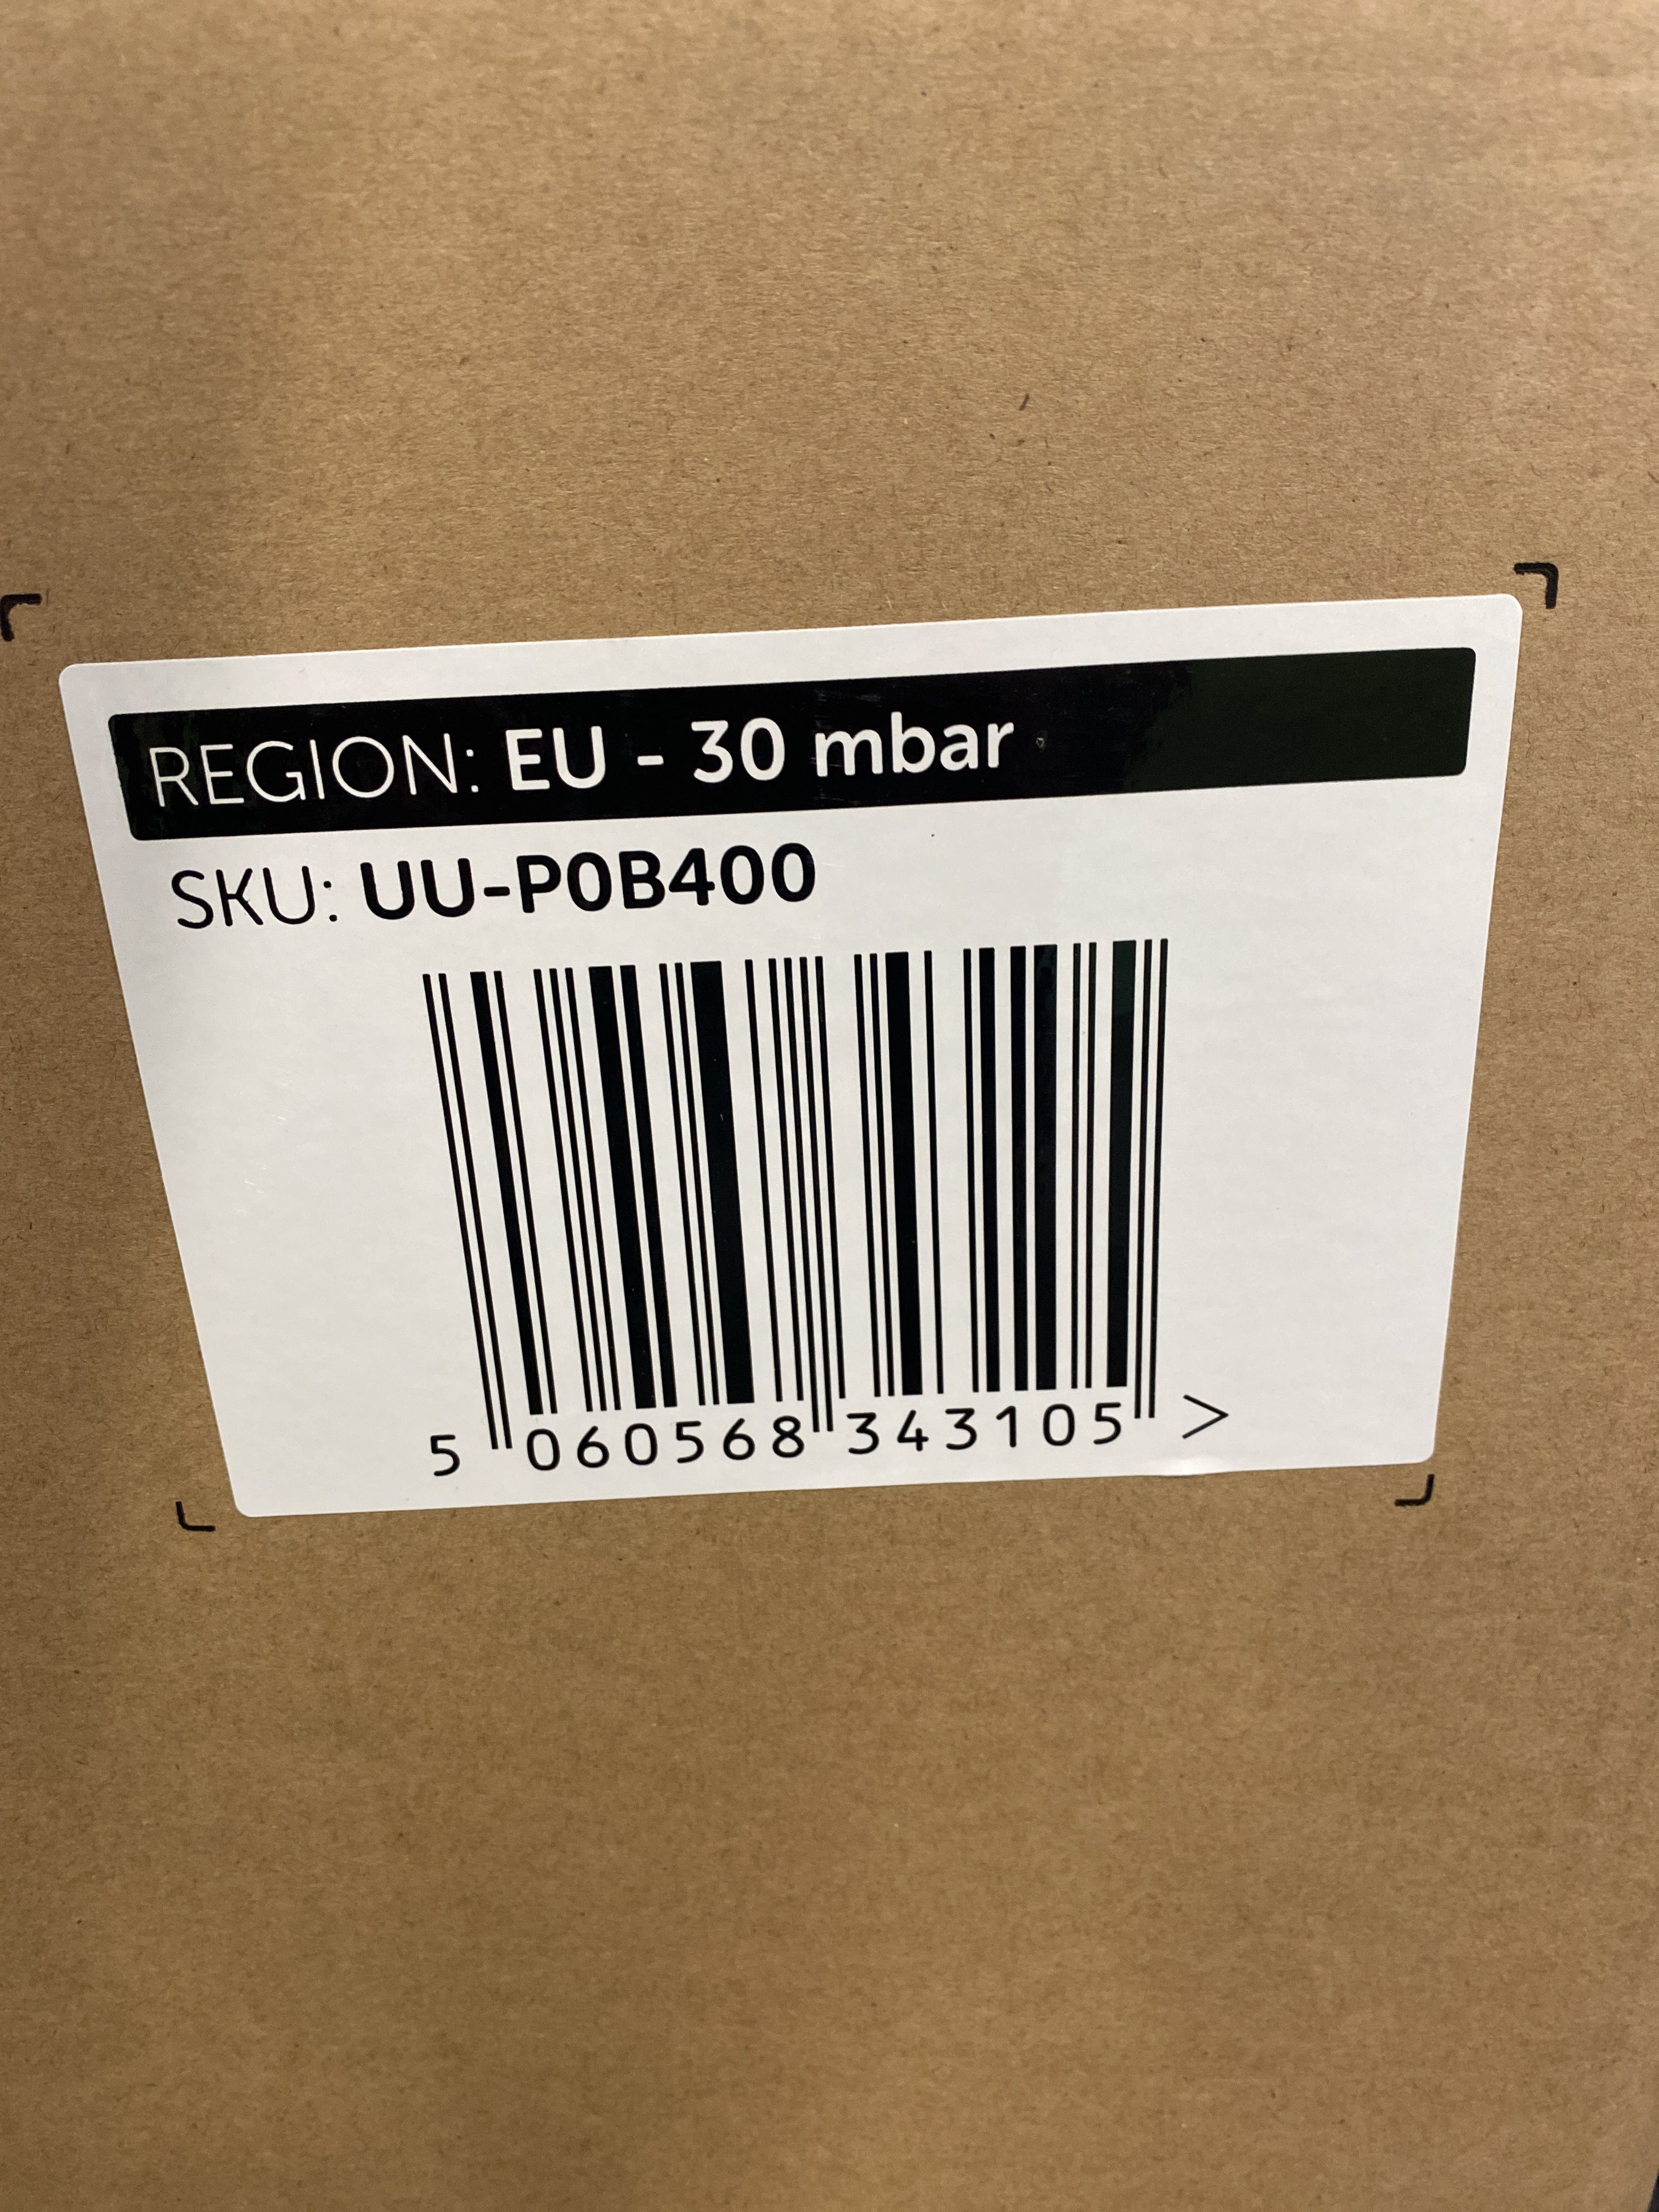 REGION: EU - 30 mbar
SKU: UU-P0B400
5 060568 343105 >